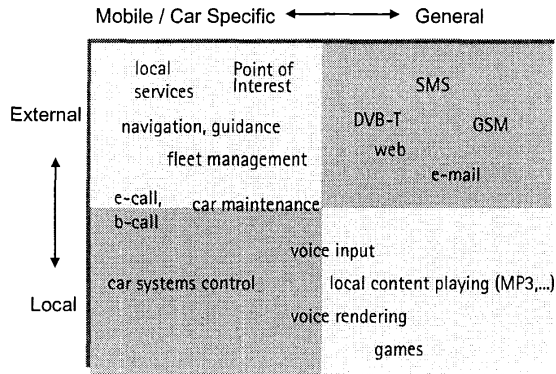 Mobile / Car Specific
General
External
Local
local
services
Point of
Interest
navigation, guidance
fleet management
e-call,
b-call
car maintenance
SMS
DVB-T
GSM
web
e-mail
voice input
car systems control
local content playing (MP3,...)
voice rendering
games